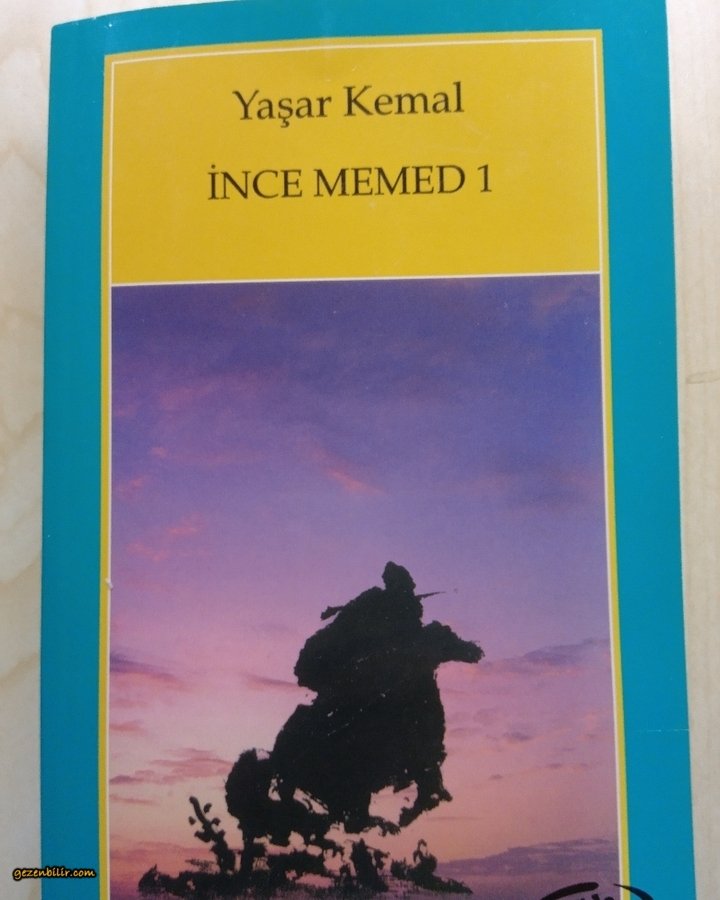 Yaşar Kemal
İNCE MEMED 1
gezenbilir.com